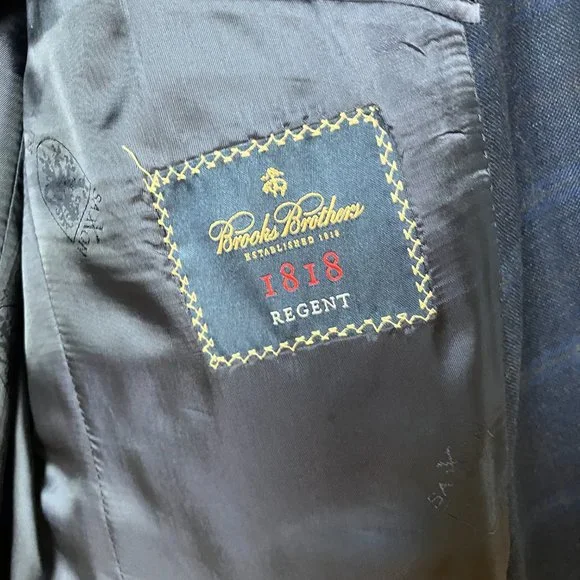 Brooks Brothers
ESTABLISHED 1818
1818
REGENT